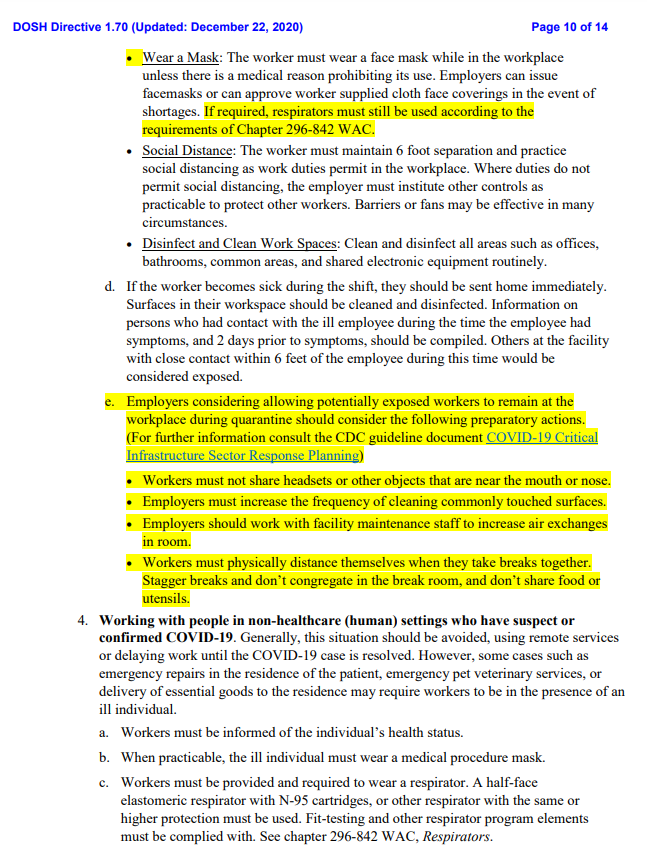 DOSH Directive 1.70 (Updated: December 22, 2020) Page 10 of 14
• Wear a Mask: The worker must wear a face mask while in the workplace
unless there is a medical reason prohibiting its use. Employers can issue
facemasks or can approve worker supplied cloth face coverings in the event of
shortages. If required, respirators must still be used according to the
requirements of Chapter 296-842 WAC.
• Social Distance: The worker must maintain 6 foot separation and practice
social distancing as work duties permit in the workplace. Where duties do not
permit social distancing, the employer must institute other controls as
practicable to protect other workers. Barriers or fans may be effective in many
circumstances.
• Disinfect and Clean Work Spaces: Clean and disinfect all areas such as offices,
bathrooms, common areas, and shared electronic equipment routinely.
d. If the worker becomes sick during the shift, they should be sent home immediately.
Surfaces in their workspace should be cleaned and disinfected. Information on
persons who had contact with the ill employee during the time the employee had
symptoms, and 2 days prior to symptoms, should be compiled. Others at the facility
with close contact within 6 feet of the employee during this time would be
considered exposed.
e. Employers considering allowing potentially exposed workers to remain at the
workplace during quarantine should consider the following preparatory actions.
(For further information consult the CDC guideline document COVID-19 Critical
Infrastructure Sector Response Planning)
• Workers must not share headsets or other objects that are near the mouth or nose.
• Employers must increase the frequency of cleaning commonly touched surfaces.
• Employers should work with facility maintenance staff to increase air exchanges
in room.
• Workers must physically distance themselves when they take breaks together.
Stagger breaks and don’t congregate in the break room, and don’t share food or
utensils.
4. Working with people in non-healthcare (human) settings who have suspect or
confirmed COVID-19. Generally, this situation should be avoided, using remote services
or delaying work until the COVID-19 case is resolved. However, some cases such as
emergency repairs in the residence of the patient, emergency pet veterinary services, or
delivery of essential goods to the residence may require workers to be in the presence of an
ill individual.
a. Workers must be informed of the individual’s health status.
b. When practicable, the ill individual must wear a medical procedure mask.
c. Workers must be provided and required to wear a respirator. A half-face
elastomeric respirator with N-95 cartridges, or other respirator with the same or
higher protection must be used. Fit-testing and other respirator program elements
must be complied with. See chapter 296-842 WAC, Respirators.